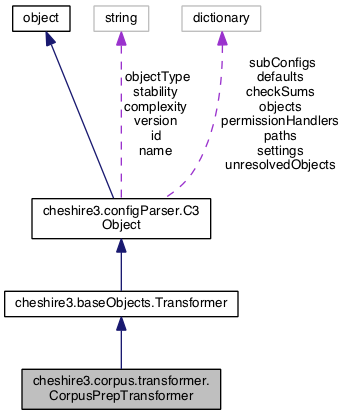 object
string
dictionary
objectType
stability
complexity
version
id
name
subConfigs
defaults
checkSums
objects
permissionHandlers
paths
settings
unresolvedObjects
cheshire3.configParser.C3
Object
cheshire3.baseObjects.Transformer
cheshire3.corpus.transformer.
CorpusPrepTransformer